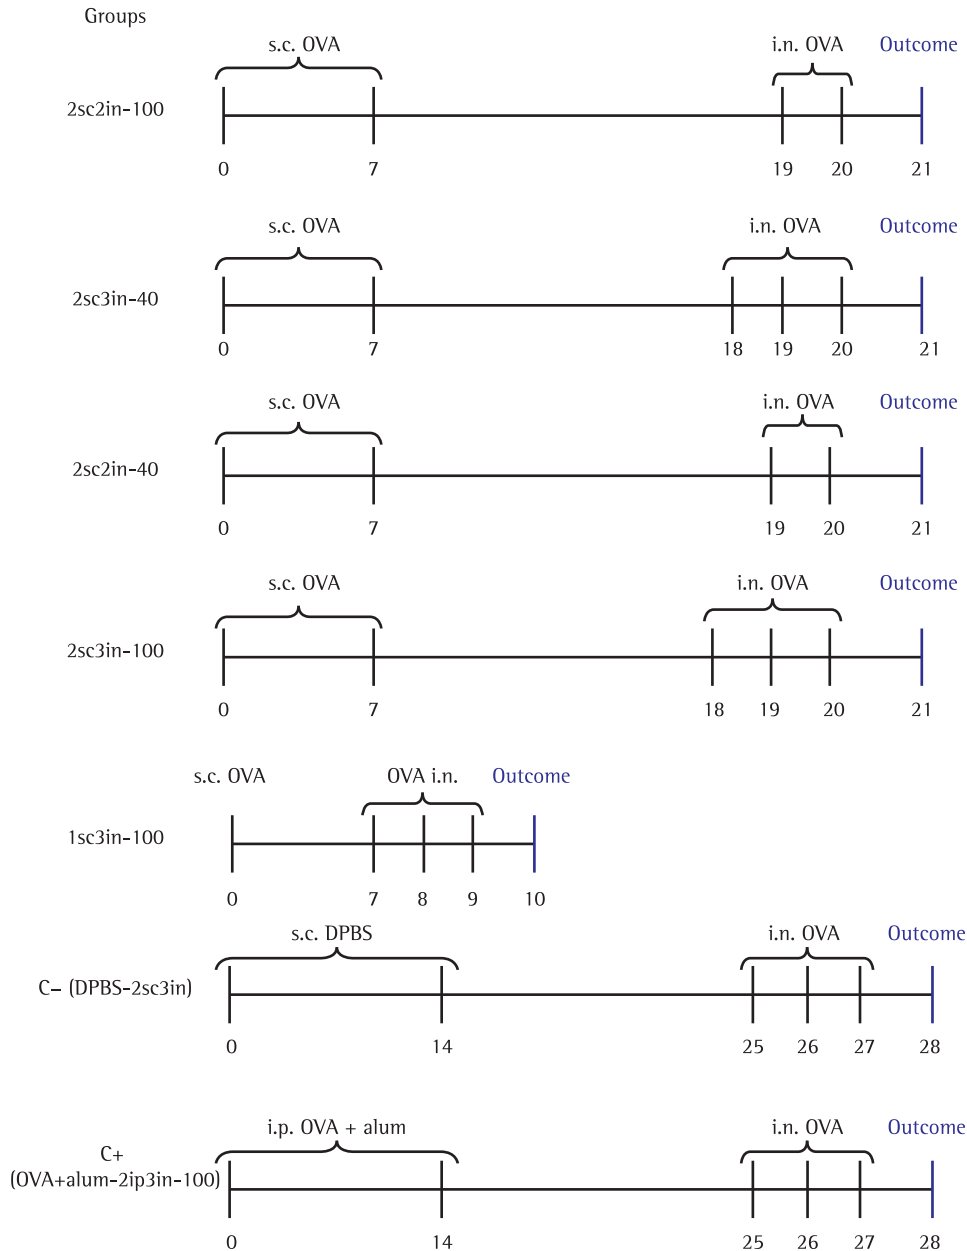 Groups
s.c. OVA i.n. OVA Outcome
2sc2in-100
0 7 19 20 21
s.c. OVA i.n. OVA Outcome
2sc3in-40
0 7 18 19 20 21
s.c. OVA i.n. OVA Outcome
2sc2in-40
0 7 19 20 21
s.c. OVA i.n. OVA Outcome
2sc3in-100
0 7 18 19 20 21
s.c. OVA OVA i.n. Outcome
1sc3in-100
0 7 8 9 10
s.c. DPBS i.n. OVA Outcome
C– (DPBS-2sc3in)
0 14 25 26 27 28
i.p. OVA + alum i.n. OVA Outcome
C+
(OVA+alum-2ip3in-100)
0 14 25 26 27 28